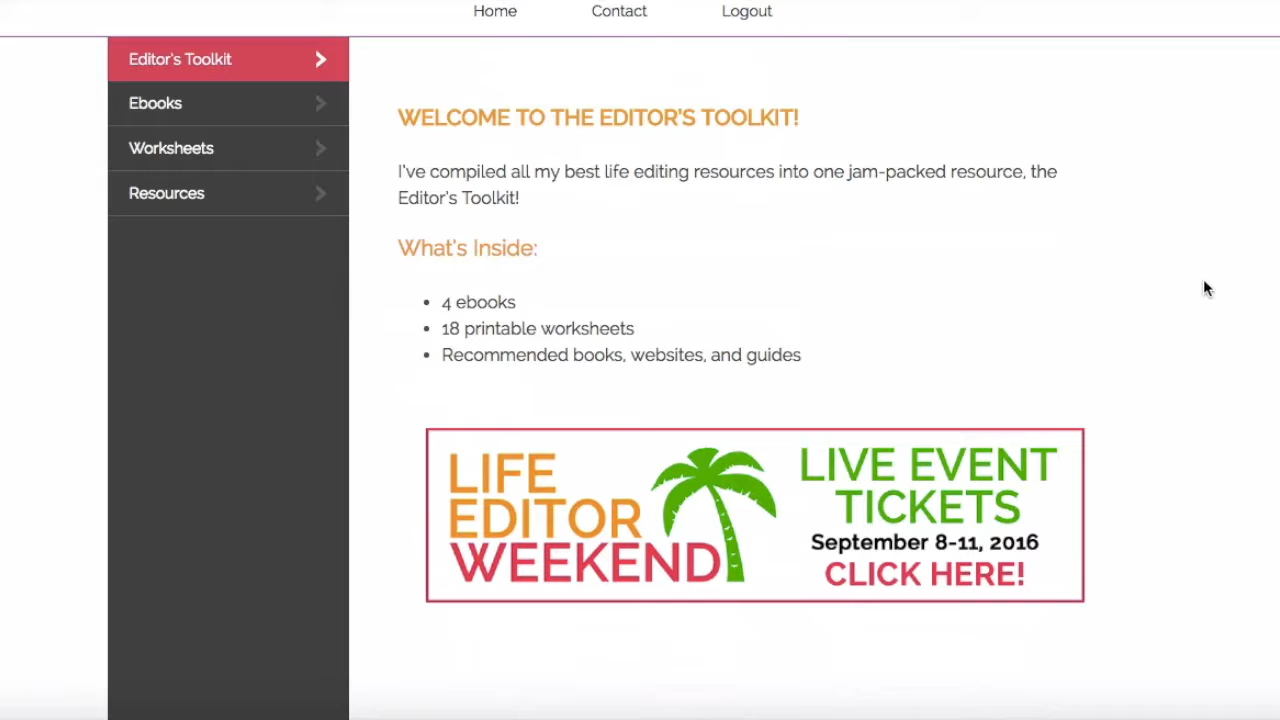 Home Contact Logout
Editor's Toolkit
Ebooks
Worksheets
Resources
WELCOME TO THE EDITOR'S TOOLKIT!
I've compiled all my best life editing resources into one jam-packed resource, the
Editor's Toolkit!
What's Inside:
• 4 ebooks
• 18 printable worksheets
• Recommended books, websites, and guides
LIFE
EDITOR
WEEKEND
LIVE EVENT
TICKETS
September 8-11, 2016
CLICK HERE!